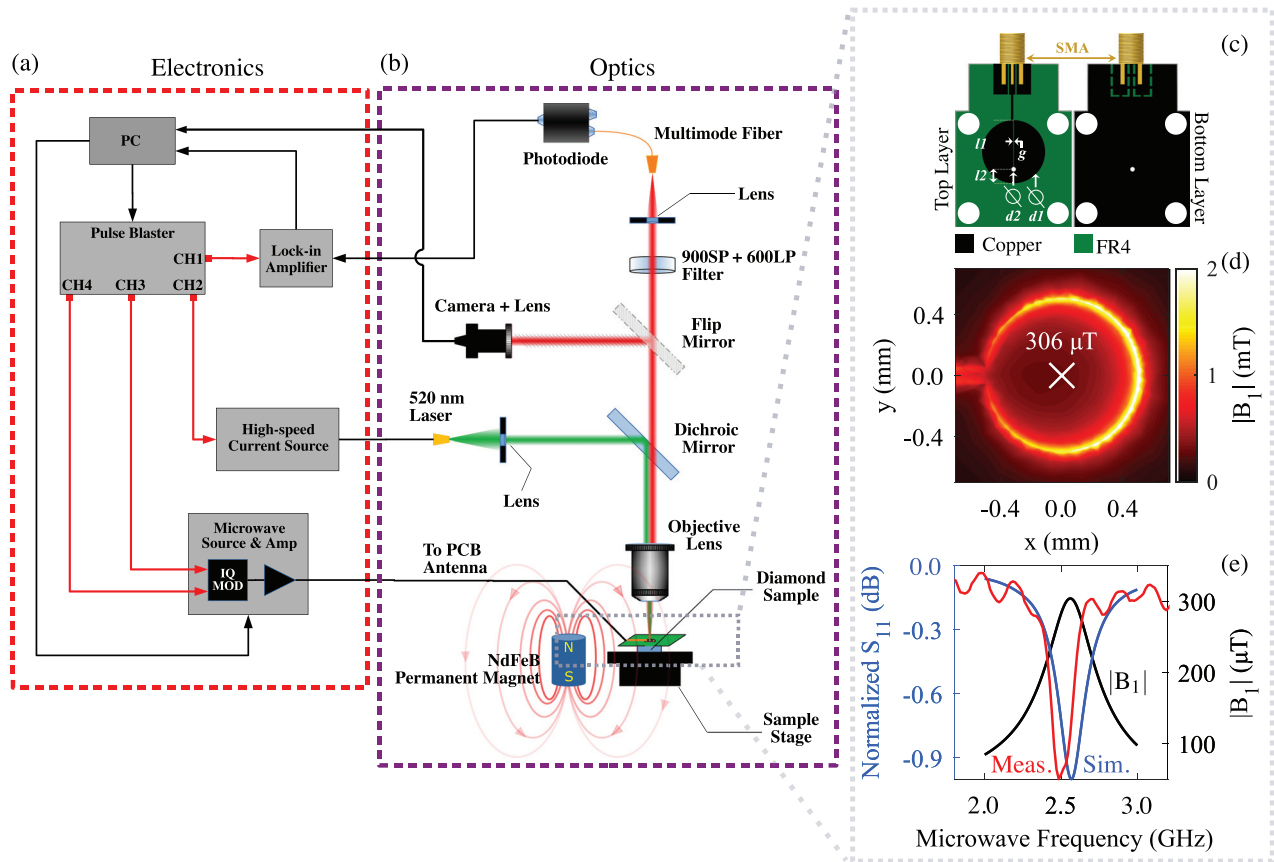 (a)
Electronics
PC
Pulse Blaster
CH1
CH4
CH3
CH2
Lock-in
Amplifier
High-speed
Current Source
Microwave
Source & Amp
IQ
MOD
(b)
Optics
Photodiode
Multimode Fiber
Lens
900SP + 600LP
Filter
Camera + Lens
Flip
Mirror
520 nm
Laser
Lens
Dichroic
Mirror
Objective
Lens
To PCB
Antenna
Diamond
Sample
N
S
NdFeB
Permanent Magnet
Sample
Stage
(c)
SMA
Top Layer
l1
g
l2
d2
d1
Bottom Layer
Copper
FR4
(d)
306 μT
y (mm)
0.4
0.0
-0.4
-0.4
0.0
0.4
x (mm)
2
1
0
|B1| (mT)
(e)
Normalized S11 (dB)
0.0
-0.3
-0.6
-0.9
|B1|
Meas.
Sim.
300
200
100
|B1| (μT)
2.0
2.5
3.0
Microwave Frequency (GHz)